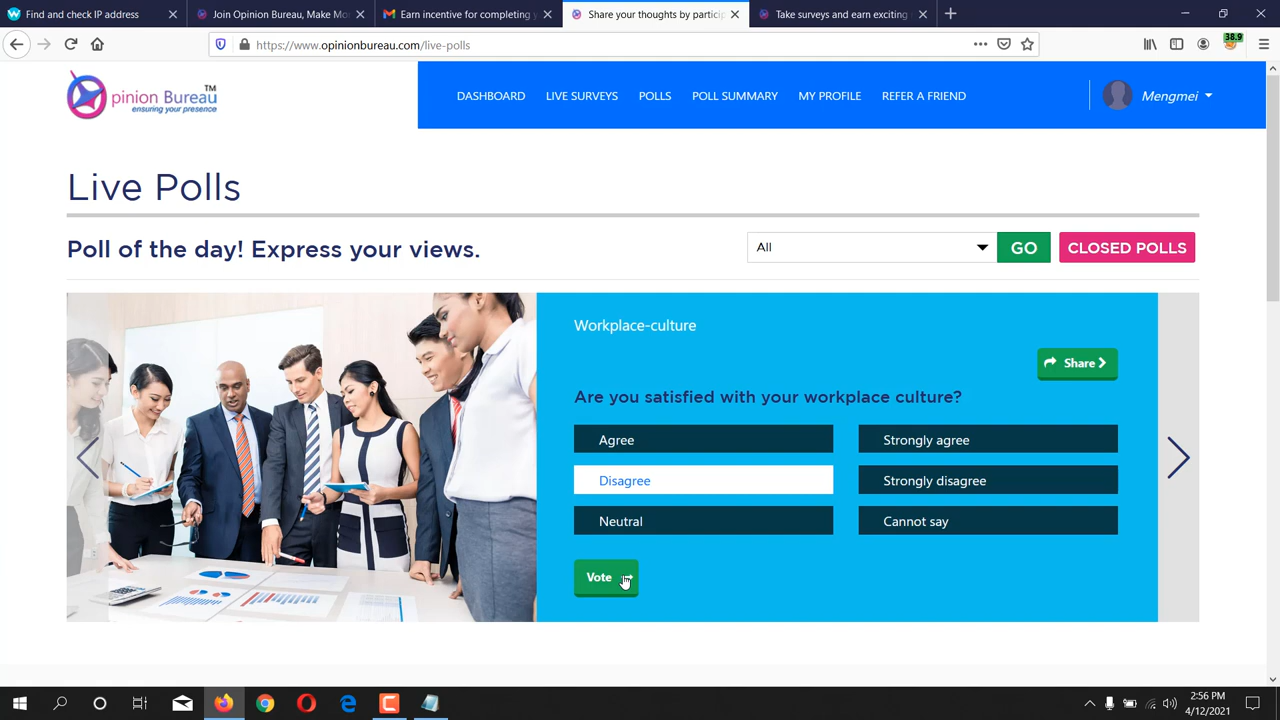 Find and check IP address
Join Opinion Bureau, Make Mo
Earn incentive for completing y
Share your thoughts by particip
Take surveys and earn exciting
https://www.opinionbureau.com/live-polls
38.9
pinion Bureau TM
ensuring your presence
DASHBOARD LIVE SURVEYS POLLS POLL SUMMARY MY PROFILE REFER A FRIEND
Mengmei
Live Polls
Poll of the day! Express your views.
All
GO
CLOSED POLLS
Workplace-culture
Share
Are you satisfied with your workplace culture?
Agree
Strongly agree
Disagree
Strongly disagree
Neutral
Cannot say
Vote
2:56 PM
4/12/2021